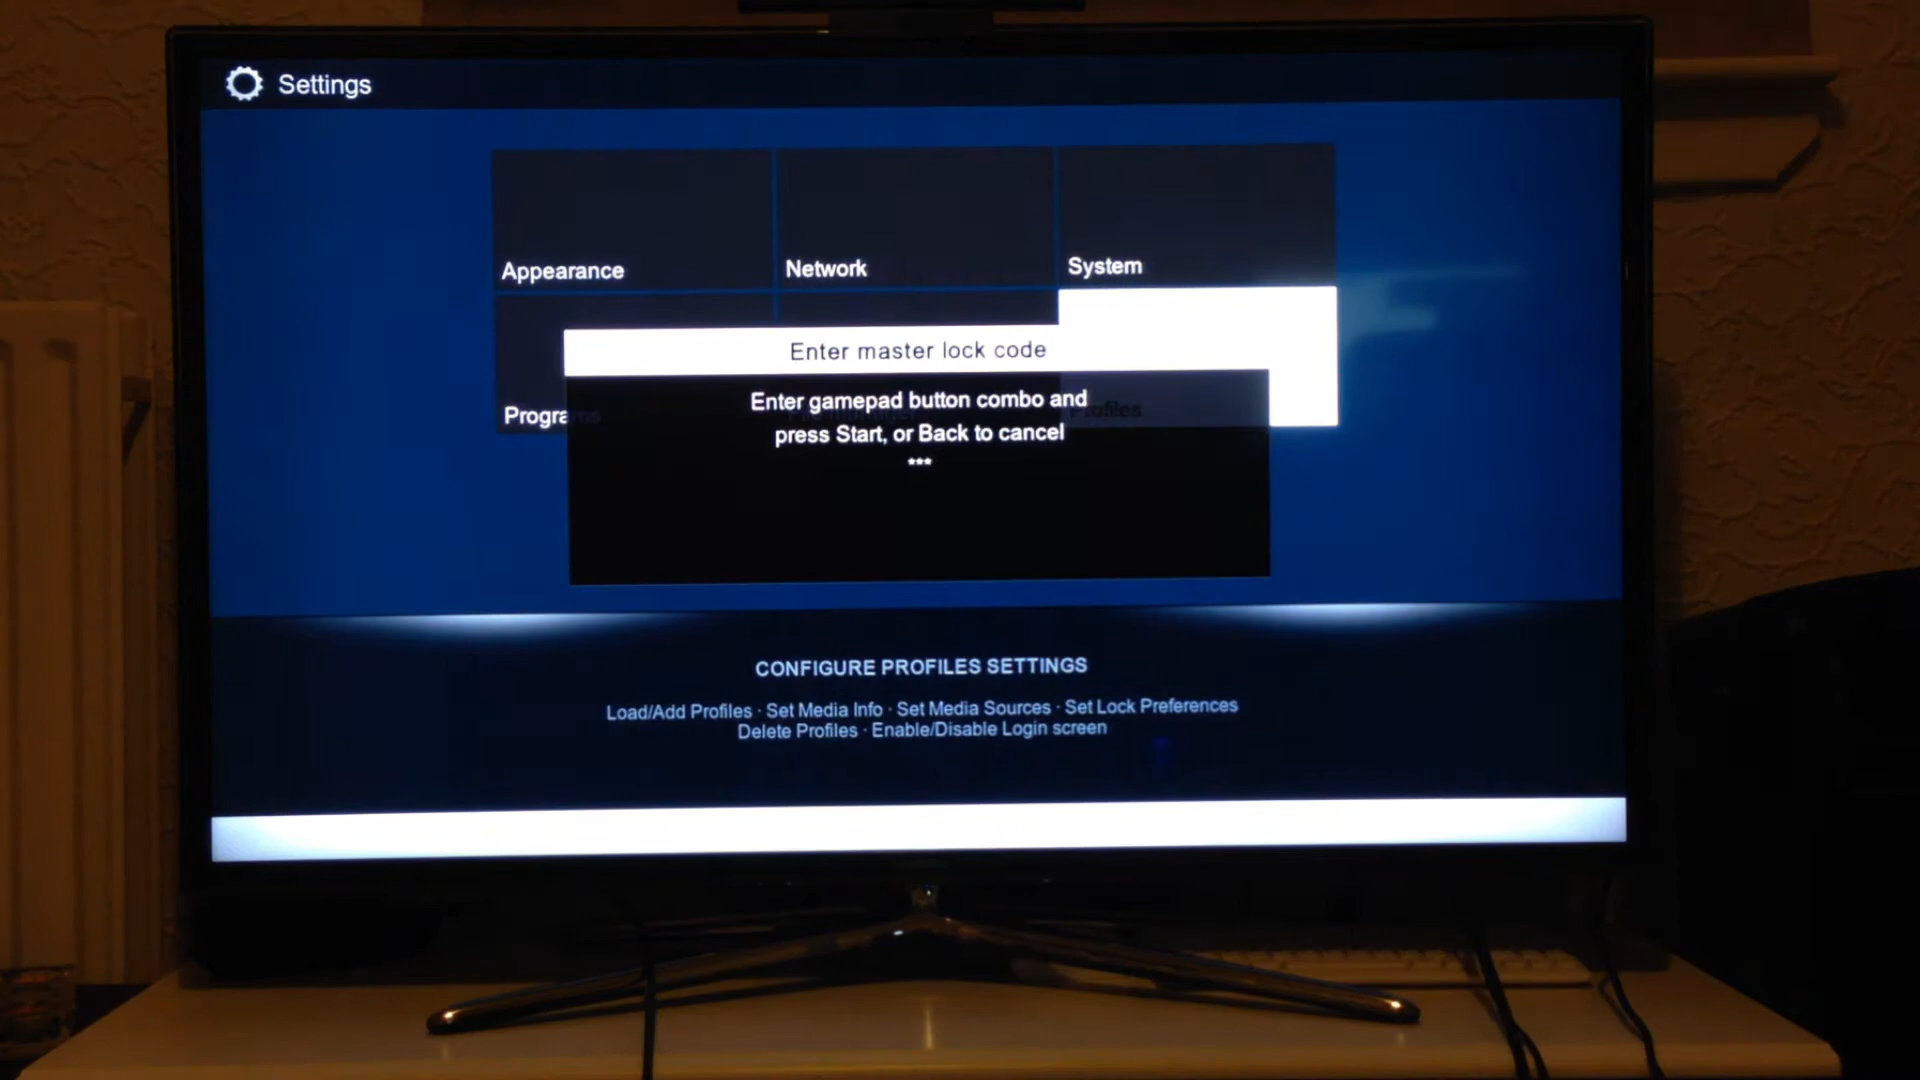 Settings
Appearance
Network
System
Enter master lock code
Enter gamepad button combo and
press Start, or Back to cancel
***
Programs
Profiles
CONFIGURE PROFILES SETTINGS
Load/Add Profiles · Set Media Info · Set Media Sources · Set Lock Preferences
Delete Profiles · Enable/Disable Login screen